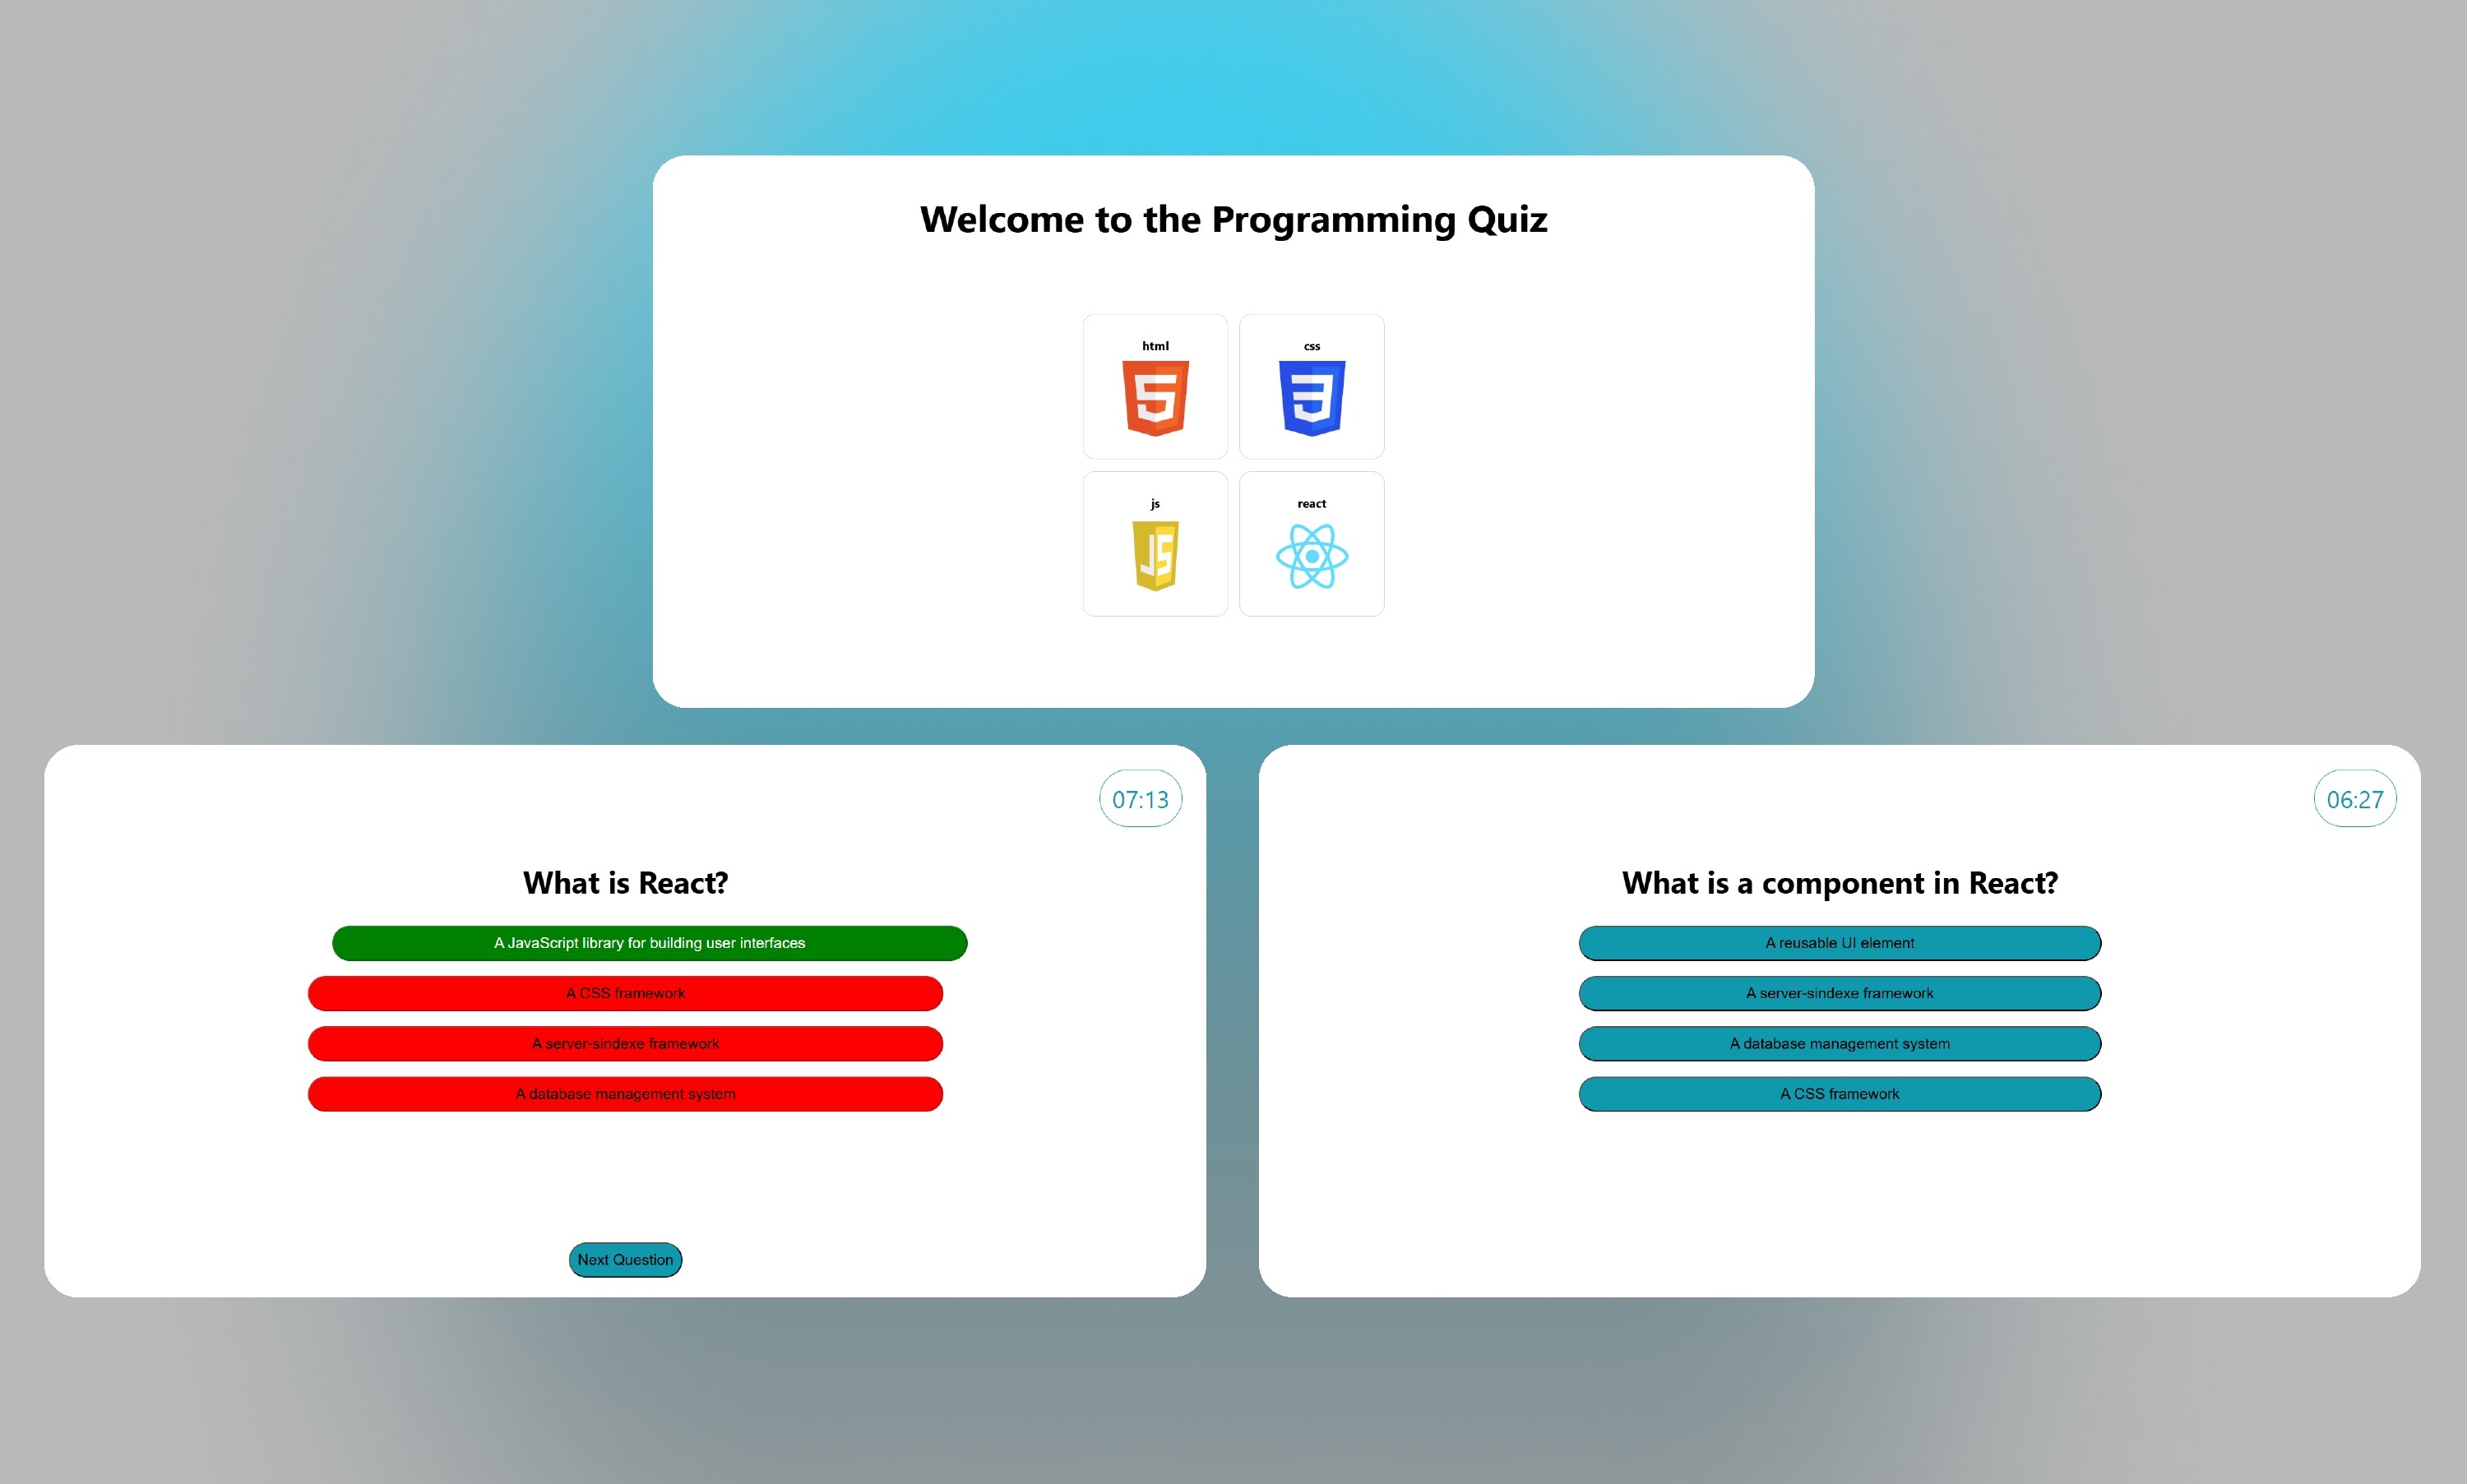 Welcome to the Programming Quiz
html
css
js
JS
react
07:13
What is React?
A JavaScript library for building user interfaces
A CSS framework
A server-sindexe framework
A database management system
Next Question
06:27
What is a component in React?
A reusable UI element
A server-sindexe framework
A database management system
A CSS framework